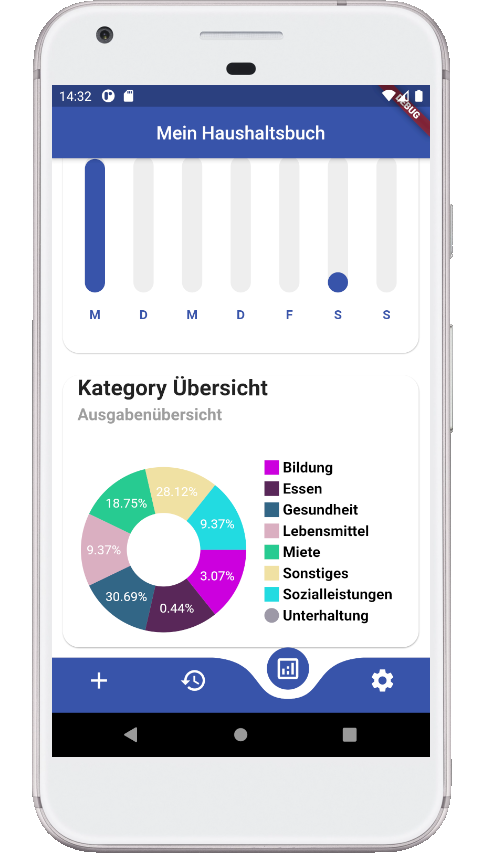 14:32
DEBUG
Mein Haushaltsbuch
M D M D F S S
Kategory Übersicht
Ausgabenübersicht
28.12%
18.75%
9.37%
9.37%
3.07%
30.69%
0.44%
Bildung
Essen
Gesundheit
Lebensmittel
Miete
Sonstiges
Sozialleistungen
Unterhaltung